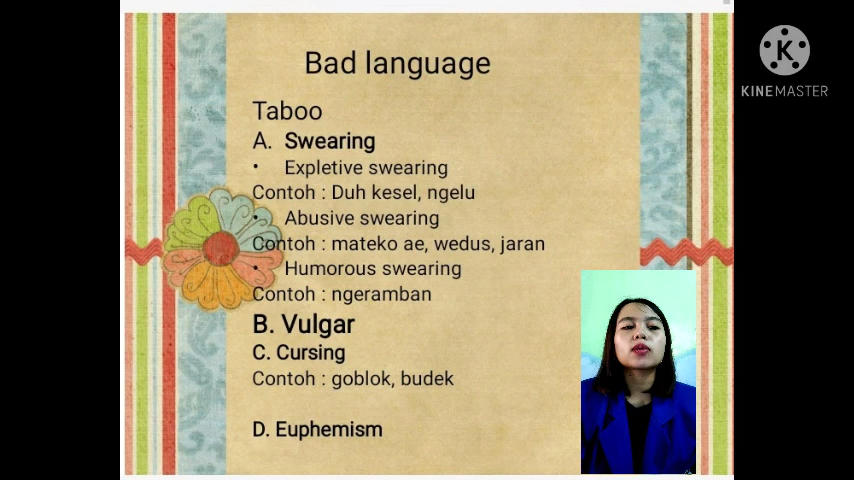 Bad language
KINEMASTER
Taboo
A. Swearing
• Expletive swearing
Contoh : Duh kesel, ngelu
• Abusive swearing
Contoh : mateko ae, wedus, jaran
• Humorous swearing
Contoh : ngeramban
B. Vulgar
C. Cursing
Contoh : goblok, budek
D. Euphemism